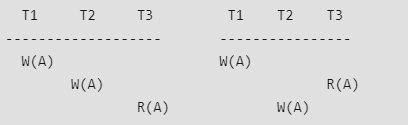 T1 T2 T3 T1 T2 T3
------------------- ----------------
W(A) W(A)
W(A) R(A)
R(A) W(A)